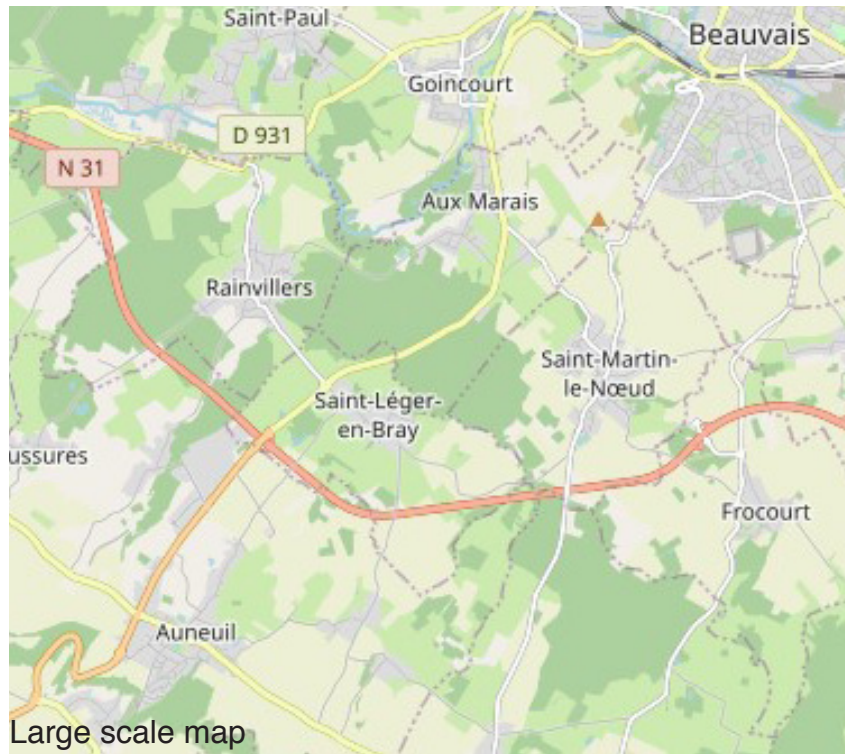 Saint-Paul
Beauvais
Goincourt
D 931
N 31
Aux Marais
Rainvillers
Saint-Martin-
le-Nœud
Saint-Léger-
en-Bray
ussures
Frocourt
Auneuil
Large scale map